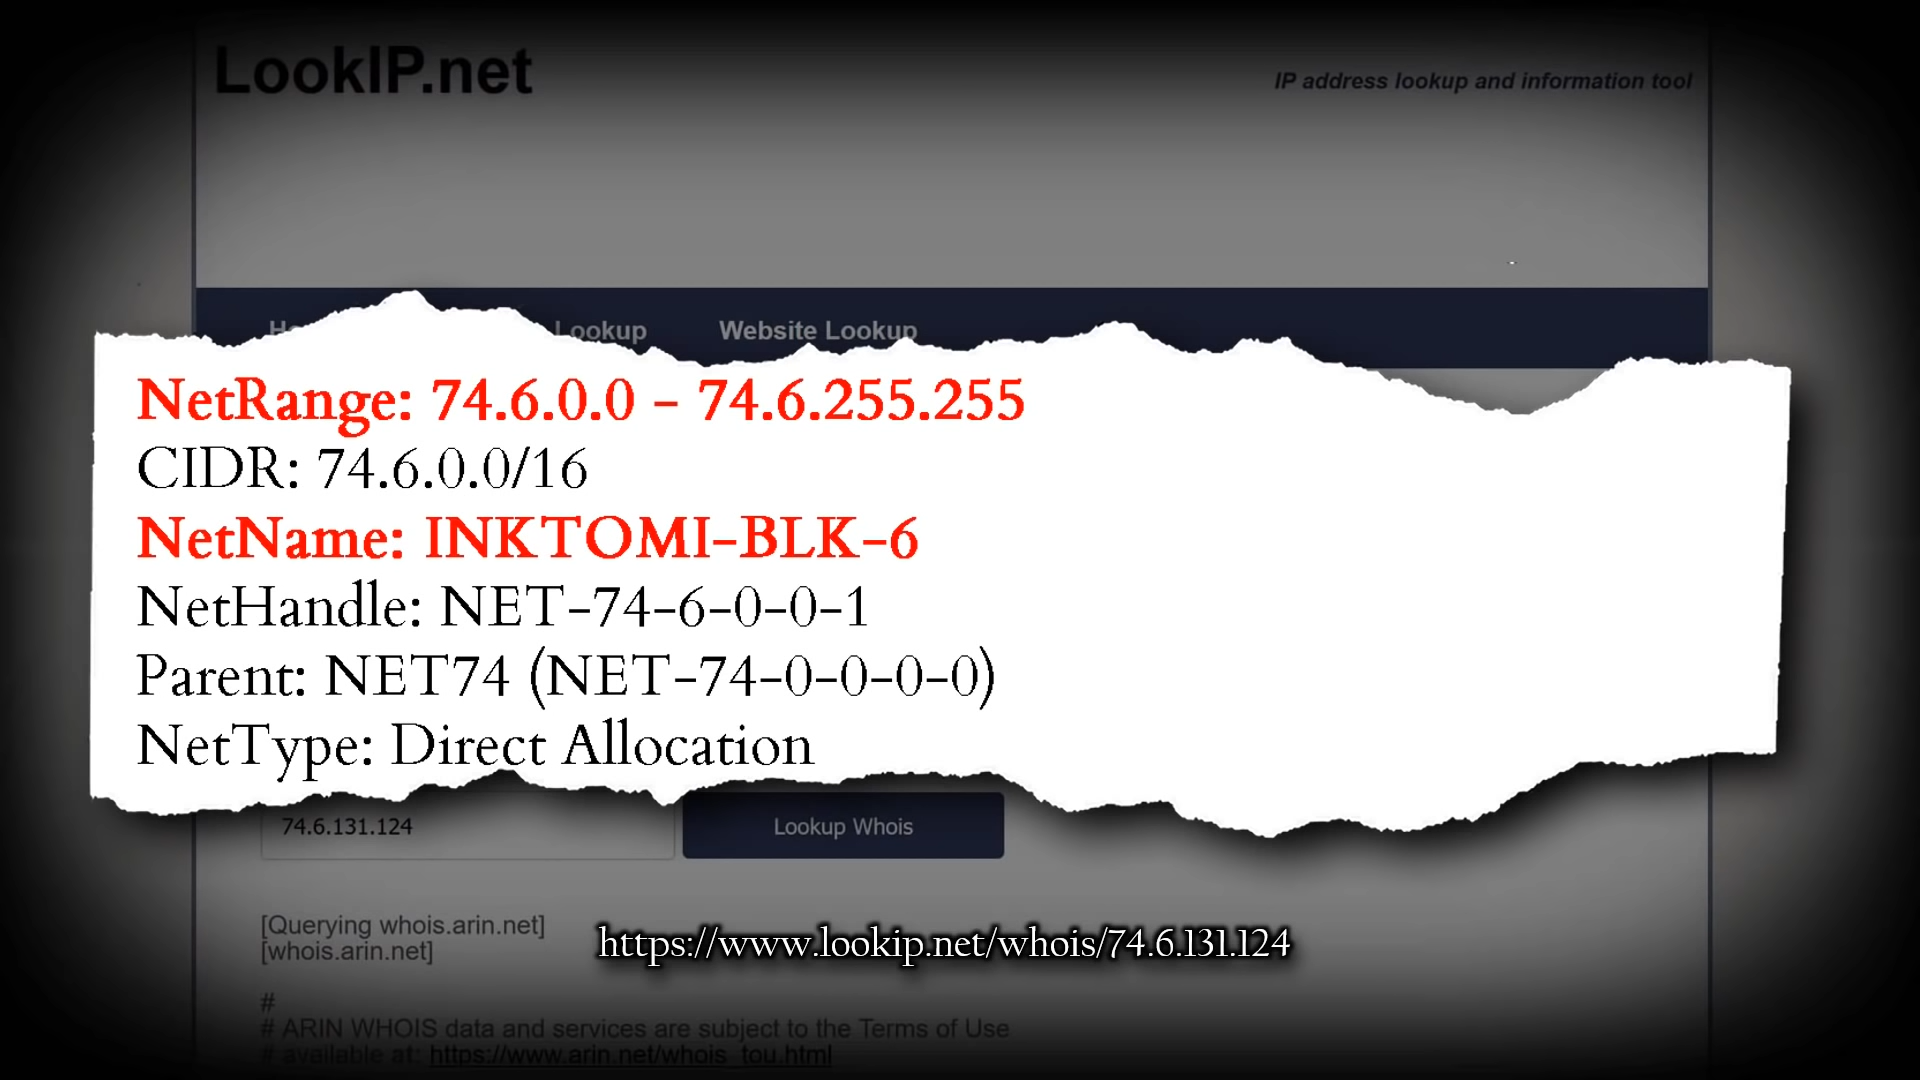 LookIP.net
IP address lookup and information tool
Lookup
Website Lookup
NetRange: 74.6.0.0 - 74.6.255.255
CIDR: 74.6.0.0/16
NetName: INKTOMI-BLK-6
NetHandle: NET-74-6-0-0-1
Parent: NET74 (NET-74-0-0-0-0)
NetType: Direct Allocation
74.6.131.124
Lookup Whois
[Querying whois.arin.net]
[whois.arin.net]
https://www.lookip.net/whois/74.6.131.124
#
# ARIN WHOIS data and services are subject to the Terms of Use
# available at: https://www.arin.net/whois_tou.html